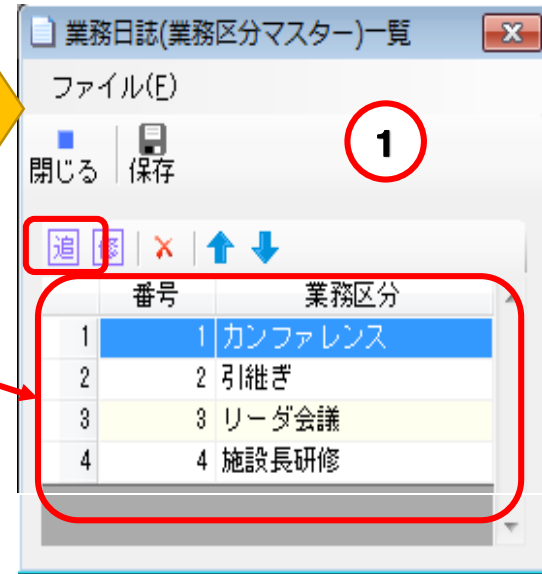 業務日誌(業務区分マスター)一覧
ファイル(F)
1
閉じる 保存
追 修
番号 業務区分
1 1 カンファレンス
2 2 引継ぎ
3 3 リーダ会議
4 4 施設長研修